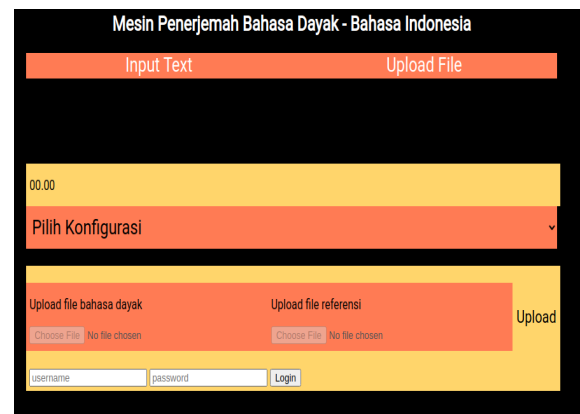 Mesin Penerjemah Bahasa Dayak - Bahasa Indonesia
Input Text Upload File
00.00
Pilih Konfigurasi
Upload file bahasa dayak Upload file referensi
Upload
Choose File No file chosen Choose File No file chosen
username password Login